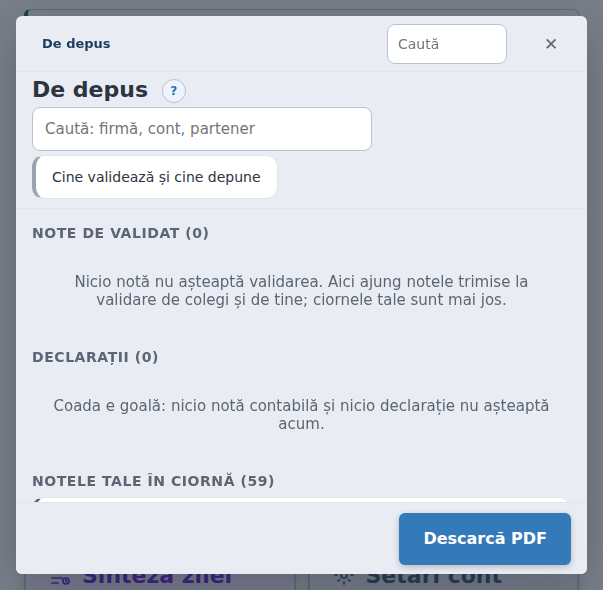 De depus
Caută
✕
De depus
?
Caută: firmă, cont, partener
Cine validează și cine depune
NOTE DE VALIDAT (0)
Nicio notă nu așteaptă validarea. Aici ajung notele trimise la
validare de colegi și de tine; ciornele tale sunt mai jos.
DECLARAȚII (0)
Coada e goală: nicio notă contabilă și nicio declarație nu așteaptă
acum.
NOTELE TALE ÎN CIORNĂ (59)
Descarcă PDF
Sinteza zilei
Setări cont